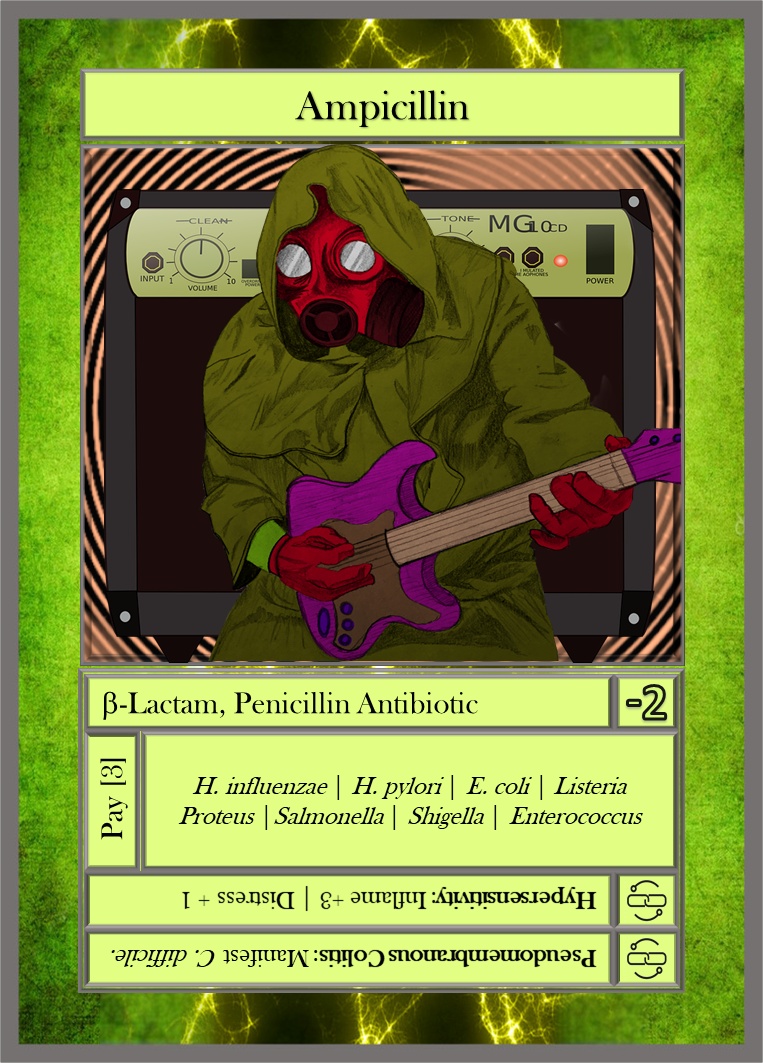 Ampicillin
CLEAN
TONE
MG10CD
INPUT
1
10
VOLUME
POWER
β-Lactam, Penicillin Antibiotic
-2
Pay [3]
H. influenzae | H. pylori | E. coli | Listeria
Proteus | Salmonella | Shigella | Enterococcus
Hypersensitivity: Inflame +3 | Distress + 1
Pseudomembranous Colitis: Manifest C. difficile.